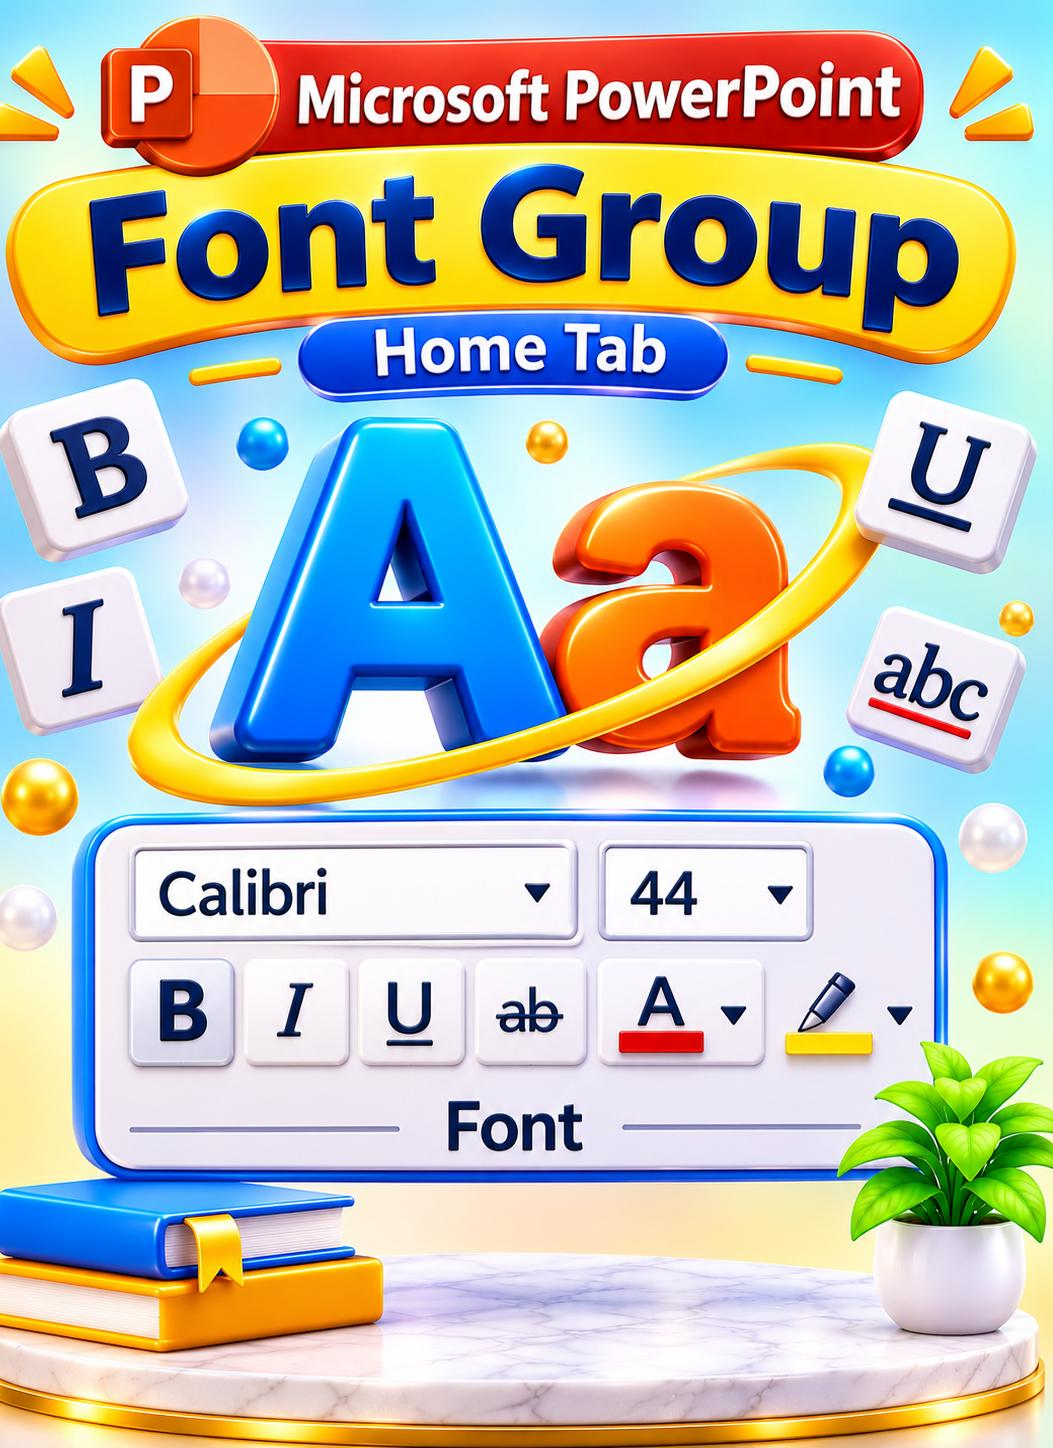 P
Microsoft PowerPoint
Font Group
Home Tab
B
U
Aa
I
abc
Calibri
44
B I U ab A
Font